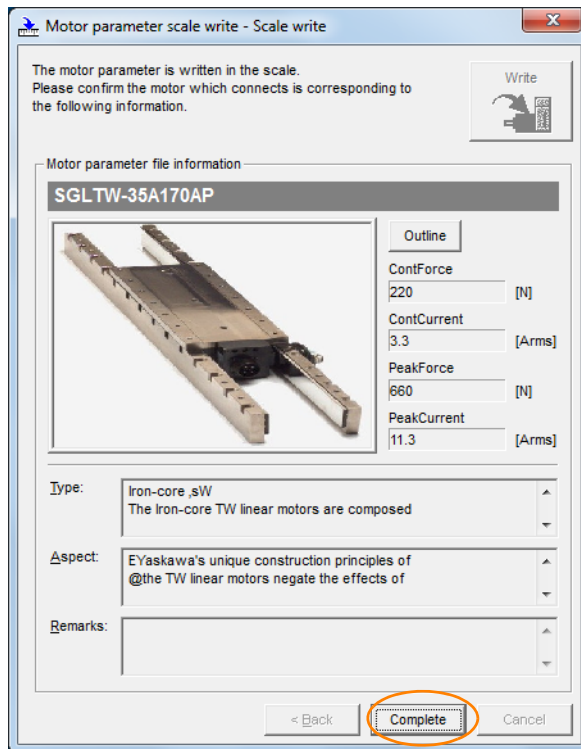 Motor parameter scale write - Scale write
The motor parameter is written in the scale.
Please confirm the motor which connects is corresponding to
the following information.
Write
Motor parameter file information
SGLTW-35A170AP
Outline
ContForce
220 [N]
ContCurrent
3.3 [Arms]
PeakForce
660 [N]
PeakCurrent
11.3 [Arms]
Type:
Iron-core ,sW
The Iron-core TW linear motors are composed
Aspect:
EYaskawa's unique construction principles of
@the TW linear motors negate the effects of
Remarks:
< Back
Complete
Cancel